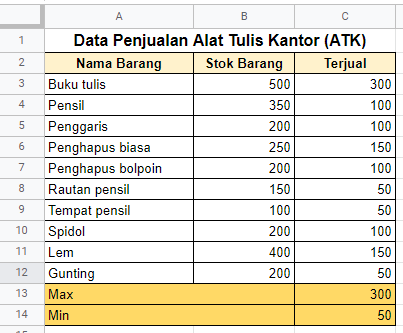 A B C
1 Data Penjualan Alat Tulis Kantor (ATK)
2 Nama Barang Stok Barang Terjual
3 Buku tulis 500 300
4 Pensil 350 100
5 Penggaris 200 100
6 Penghapus biasa 250 150
7 Penghapus bolpoin 200 100
8 Rautan pensil 150 50
9 Tempat pensil 100 50
10 Spidol 200 100
11 Lem 400 150
12 Gunting 200 50
13 Max 300
14 Min 50